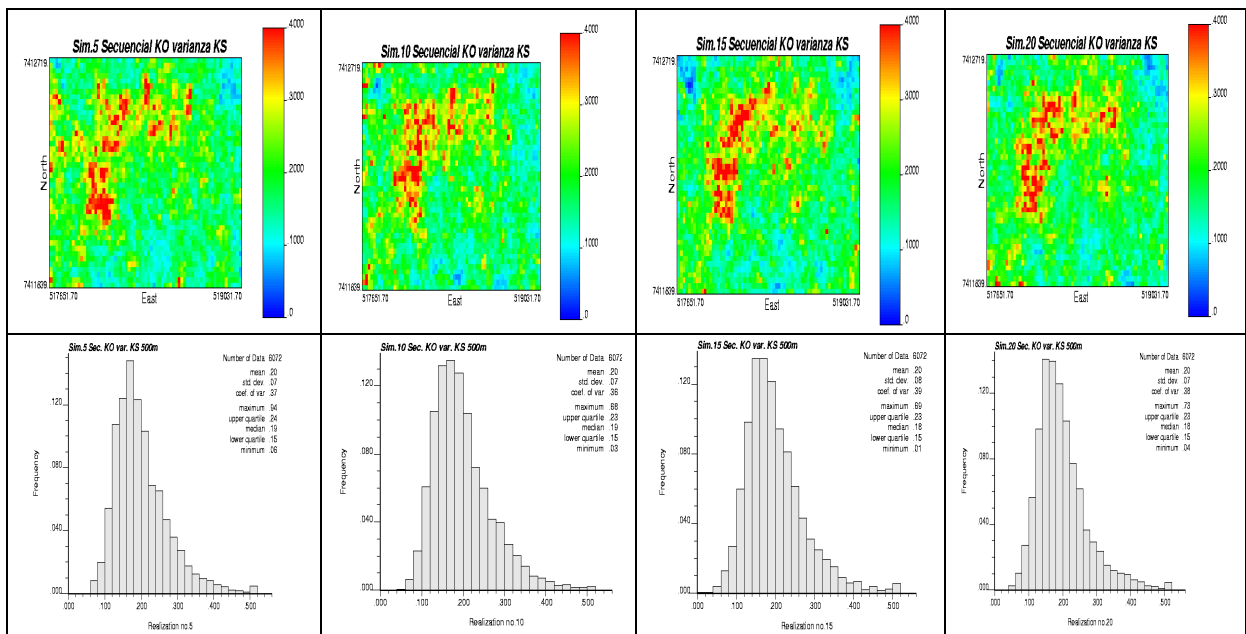 Sim.5 Secuencial KO varianza KS
.4000
.3000
.2000
.1000
.0
7412719.
North
7411639
517651.70
East
519031.70
Sim.10 Secuencial KO varianza KS
.4000
.3000
.2000
.1000
.0
7412719.
North
7411639
517651.70
East
519031.70
Sim.15 Secuencial KO varianza KS
.4000
.3000
.2000
.1000
.0
7412719.
North
7411639
517651.70
East
519031.70
Sim.20 Secuencial KO varianza KS
.4000
.3000
.2000
.1000
.0
7412719.
North
7411639
517651.70
East
519031.70
Sim.5 Sec. KO var. KS 500m
Number of Data 6072
mean .20
std. dev. .07
coef. of var .37
maximum .94
upper quartile .24
median .19
lower quartile .15
minimum .06
Frequency
.120
.080
.040
.000
.000 .100 .200 .300 .400 .500
Realization no.5
Sim.10 Sec. KO var. KS 500m
Number of Data 6072
mean .20
std. dev. .07
coef. of var .36
maximum .68
upper quartile .23
median .19
lower quartile .15
minimum .03
Frequency
.120
.080
.040
.000
.000 .100 .200 .300 .400 .500
Realization no.10
Sim.15 Sec. KO var. KS 500m
Number of Data 6072
mean .20
std. dev. .08
coef. of var .39
maximum .69
upper quartile .23
median .18
lower quartile .15
minimum .01
Frequency
.120
.080
.040
.000
.000 .100 .200 .300 .400 .500
Realization no.15
Sim.20 Sec. KO var. KS 500m
Number of Data 6072
mean .20
std. dev. .07
coef. of var .38
maximum .73
upper quartile .23
median .18
lower quartile .15
minimum .04
Frequency
.120
.080
.040
.000
.000 .100 .200 .300 .400 .500
Realization no.20